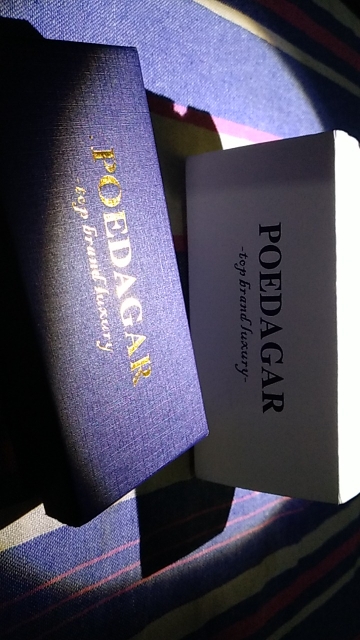 POEDAGAR
-top brand luxury
POEDAGAR
-top brand luxury-